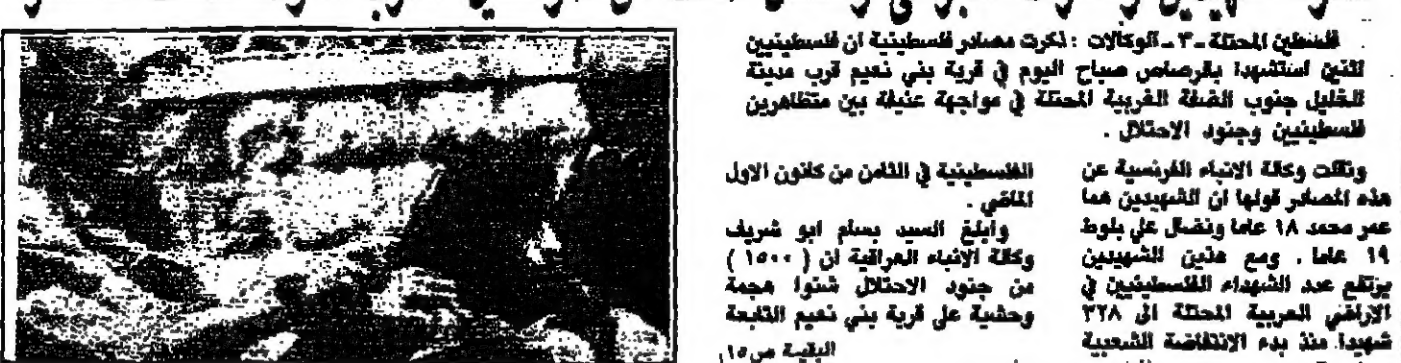 فلسطين المحتلة ـ ٣ ـ الوكالات : ذكرت مصادر فلسطينية ان فلسطينيين
اثنين استشهدا بالرصاص صباح اليوم في قرية بني نعيم قرب مدينة
الخليل جنوب الضفة الغربية المحتلة في مواجهة عنيفة بين متظاهرين
فلسطينيين وجنود الاحتلال .
ونقلت وكالة الانباء الفرنسية عن
هذه المصادر قولها ان الشهيدين هما
عمر محمد ١٨ عاما ونضال علي بلوط
١٩ عاما . ومع هذين الشهيدين
يرتفع عدد الشهداء الفلسطينيين في
الاراضي العربية المحتلة الى ٣٢٨
شهيدا منذ بدء الانتفاضة الشعبية
الفلسطينية في الثامن من كانون الاول
الماضي .
وابلغ السيد بسام ابو شريف
وكالة الانباء العراقية ان ( ١٥٠٠ )
من جنود الاحتلال شنوا هجمة
وحشية على قرية بني نعيم التابعة
البقية ص١٥